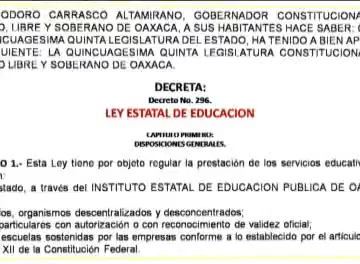 ODORO CARRASCO ALTAMIRANO, GOBERNADOR CONSTITUCIONA
O, LIBRE Y SOBERANO DE OAXACA, A SUS HABITANTES HACE SABER:
NCUAGESIMA QUINTA LEGISLATURA DEL ESTADO, HA TENIDO A BIEN AP
UIENTE: LA QUINCUAGESIMA QUINTA LEGISLATURA CONSTITUCIONA
O LIBRE Y SOBERANO DE OAXACA.
DECRETA:
Decreto No. 296.
LEY ESTATAL DE EDUCACION
CAPITULO PRIMERO:
DISPOSICIONES GENERALES.
O 1.- Esta Ley tiene por objeto regular la prestación de los servicios educativ
n:
stado, a través del INSTITUTO ESTATAL DE EDUCACION PUBLICA DE OA
ios, organismos descentralizados y desconcentrados;
particulares con autorización o con reconocimiento de validez oficial;
escuelas sostenidas por las empresas conforme a lo establecido por el artículo
XII de la Constitución Federal.